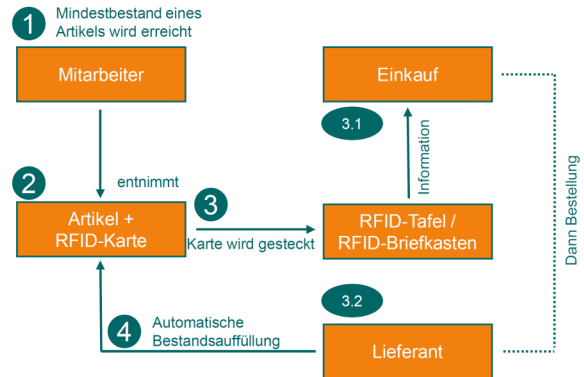 1
Mindestbestand eines
Artikels wird erreicht
Mitarbeiter
Einkauf
3.1
Information
entnimmt
2
Artikel +
RFID-Karte
3
Karte wird gesteckt
RFID-Tafel /
RFID-Briefkasten
Dann Bestellung
3.2
4
Automatische
Bestandsauffüllung
Lieferant